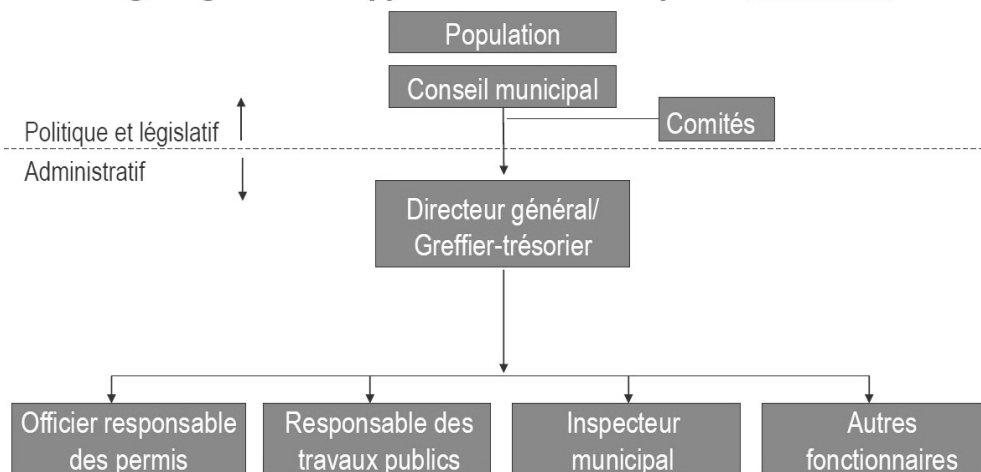 Population
Conseil municipal
Comités
Politique et législatif
Administratif
Directeur général/
Greffier-trésorier
Officier responsable
des permis
Responsable des
travaux publics
Inspecteur
municipal
Autres
fonctionnaires